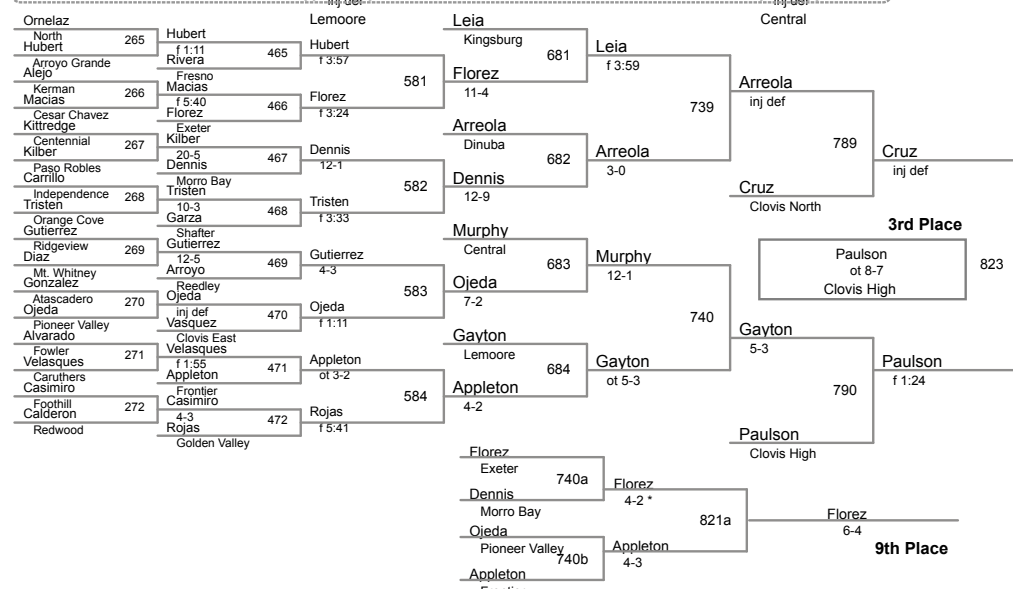 inj def
inj def
Lemoore
Central
Ornelaz
North
Hubert
265
Arroyo Grande
Alejo
Kerman
Macias
266
Cesar Chavez
Kittredge
Centennial
Kilber
267
Paso Robles
Carrillo
Independence
Tristen
268
Orange Cove
Gutierrez
Ridgeview
Diaz
269
Mt. Whitney
Gonzalez
Atascadero
Ojeda
270
Pioneer Valley
Alvarado
Fowler
Velasques
271
Caruthers
Casimiro
Foothill
Calderon
272
Redwood
Hubert
f 1:11
Rivera
465
Fresno
Macias
f 5:40
Florez
466
Exeter
Kilber
20-5
Dennis
467
Morro Bay
Tristen
10-3
Garza
468
Shafter
Gutierrez
12-5
Arroyo
469
Reedley
Ojeda
inj def
Vasquez
470
Clovis East
Velasques
f 1:55
Appleton
471
Frontier
Casimiro
4-3
Rojas
472
Golden Valley
Hubert
f 3:57
581
Florez
f 3:24
Dennis
12-1
582
Tristen
f 3:33
Gutierrez
4-3
583
Ojeda
f 1:11
Appleton
ot 3-2
584
Rojas
f 5:41
Leia
Kingsburg
681
Florez
11-4
Arreola
Dinuba
682
Dennis
12-9
Murphy
Central
683
Ojeda
7-2
Gayton
Lemoore
684
Appleton
4-2
Leia
f 3:59
739
Arreola
3-0
Murphy
12-1
740
Gayton
ot 5-3
Arreola
inj def
789
Cruz
Clovis North
Gayton
5-3
790
Paulson
Clovis High
Cruz
inj def
3rd Place
Paulson
ot 8-7
Clovis High
823
Paulson
f 1:24
Florez
Exeter
740a
Dennis
Morro Bay
Ojeda
Pioneer Valley
740b
Appleton
Frontier
Florez
4-2 *
821a
Appleton
4-3
Florez
6-4
9th Place